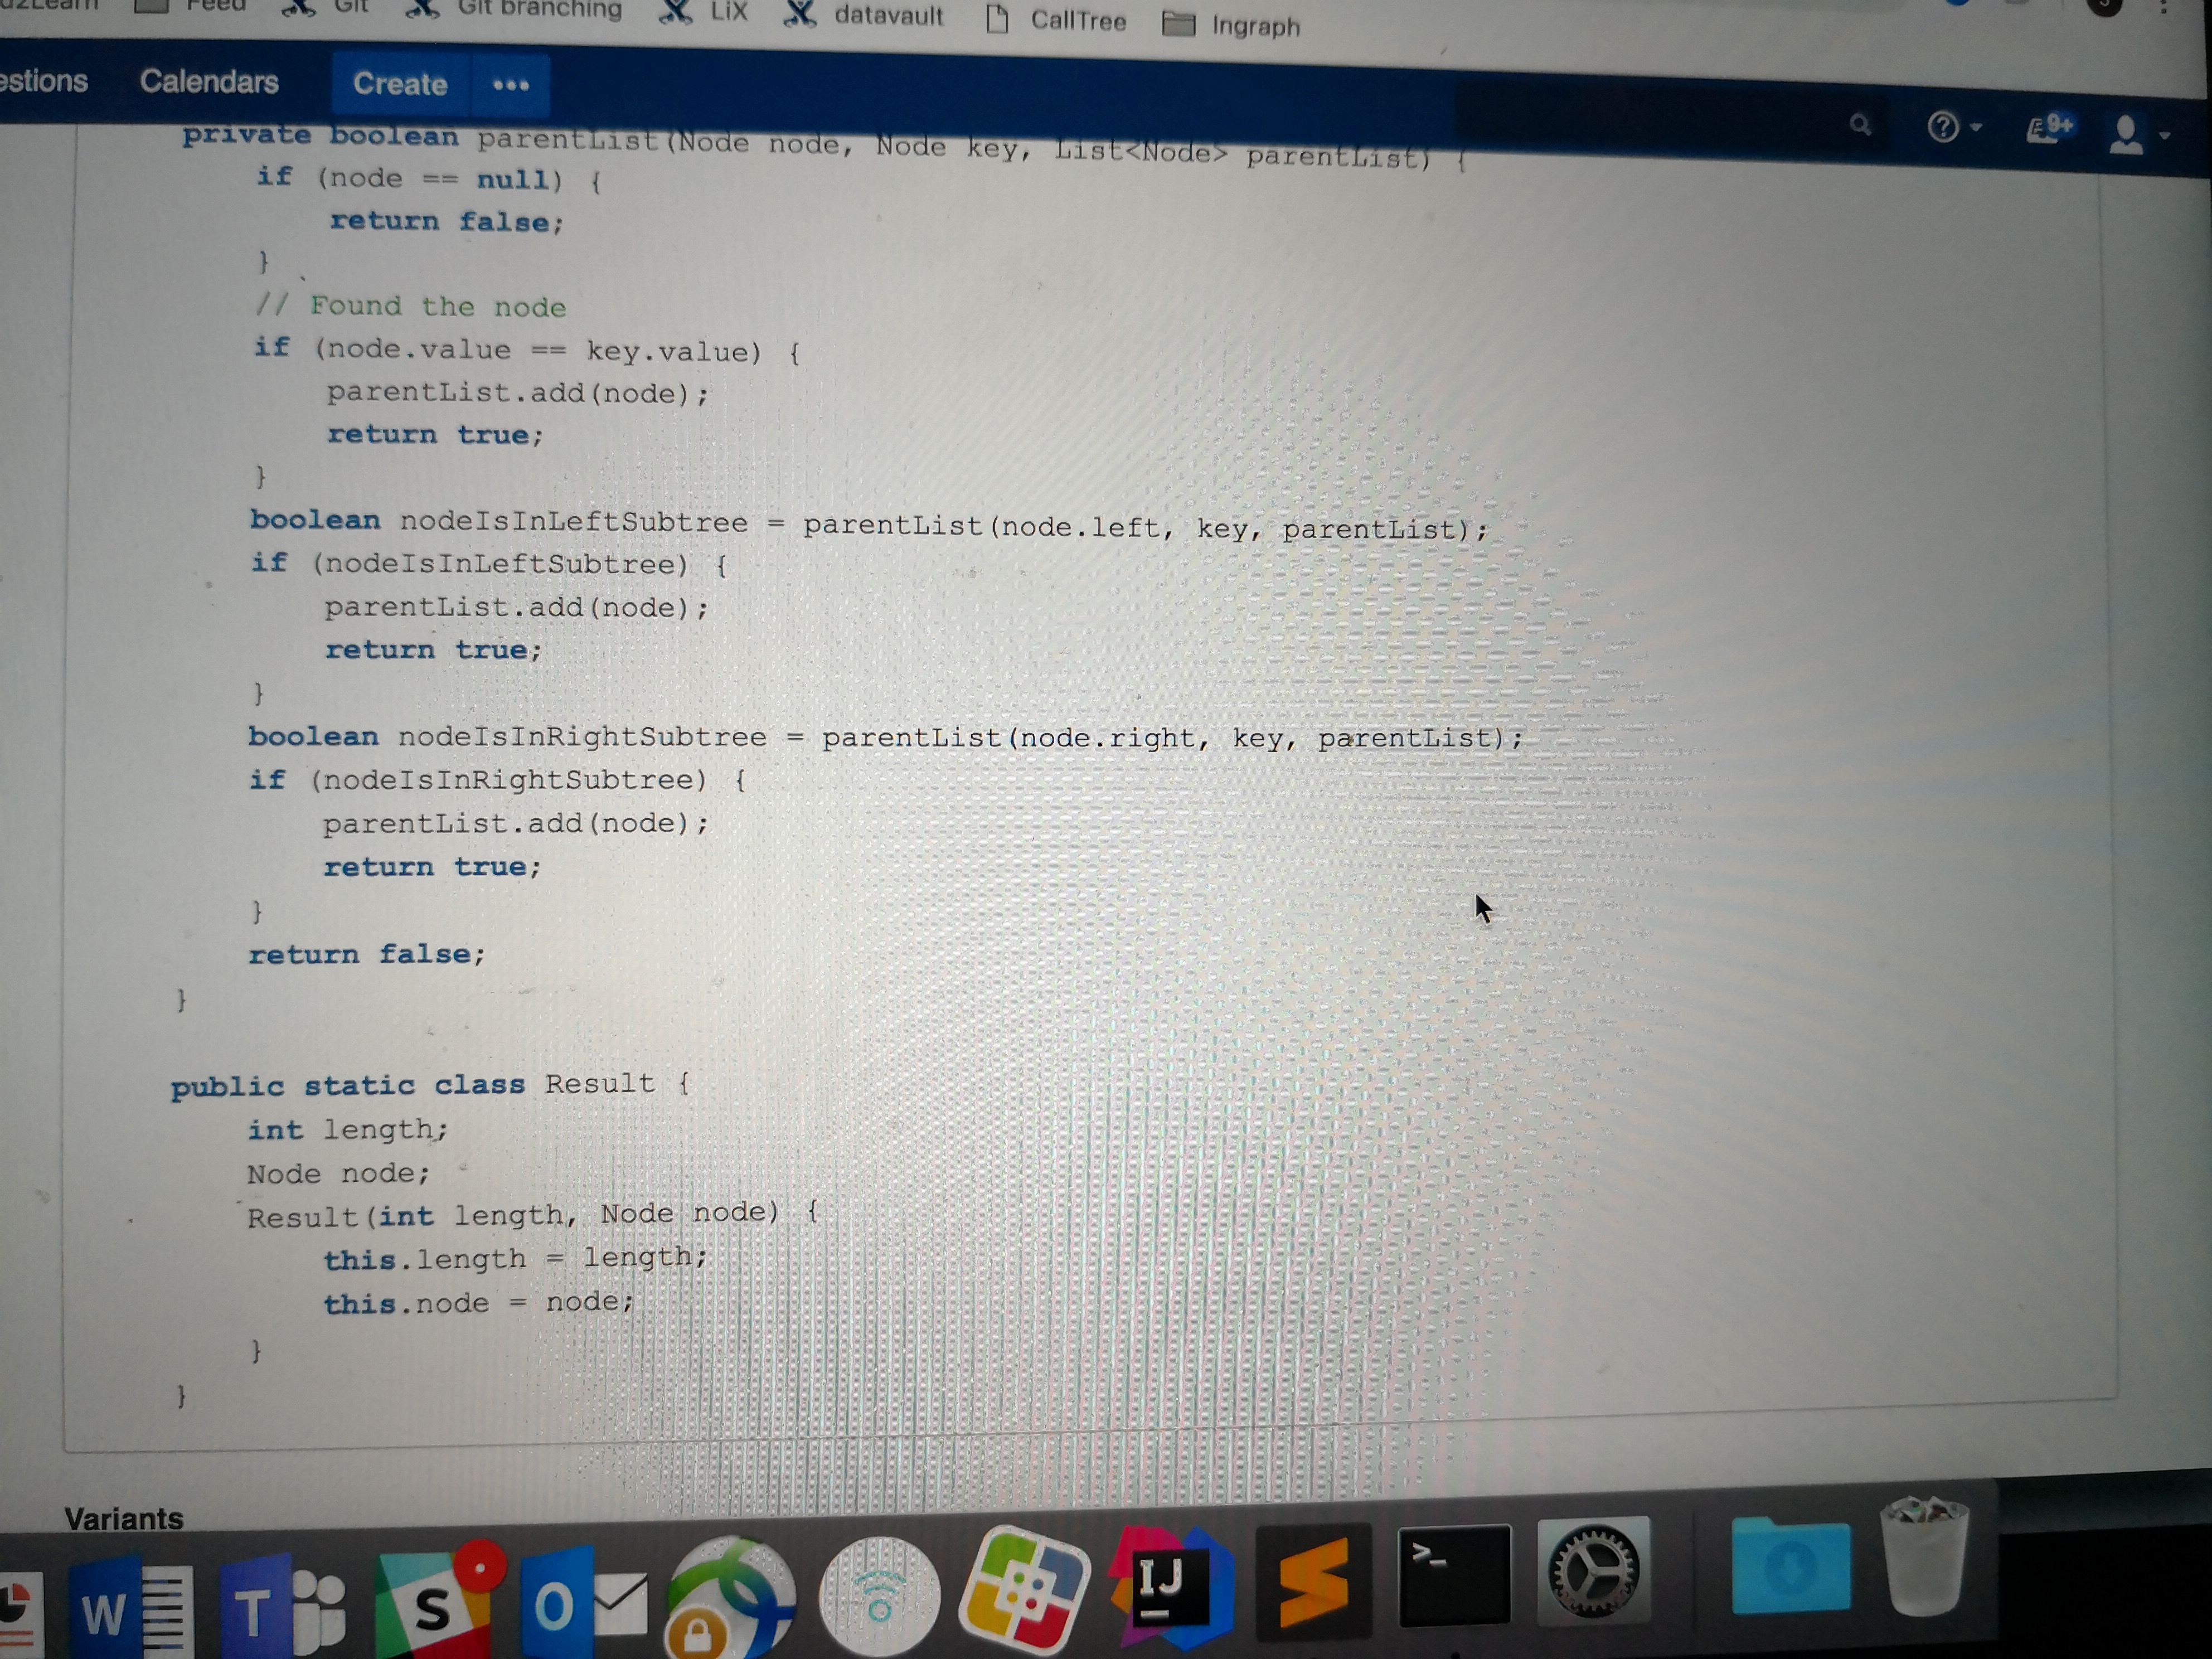 Feed Git Git branching LiX datavault CallTree Ingraph
estions Calendars Create •••
9+
private boolean parentList(Node node, Node key, List<Node> parentList) {
if (node == null) {
return false;
}
// Found the node
if (node.value == key.value) {
parentList.add(node);
return true;
}
boolean nodeIsInLeftSubtree = parentList(node.left, key, parentList);
if (nodeIsInLeftSubtree) {
parentList.add(node);
return true;
}
boolean nodeIsInRightSubtree = parentList(node.right, key, parentList);
if (nodeIsInRightSubtree) {
parentList.add(node);
return true;
}
return false;
}
public static class Result {
int length;
Node node;
Result(int length, Node node) {
this.length = length;
this.node = node;
}
}
Variants
W T S O IJ >_